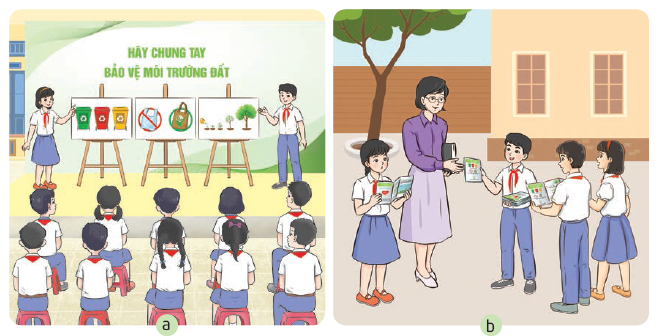 HÃY CHUNG TAY
BẢO VỆ MÔI TRƯỜNG ĐẤT
a
b